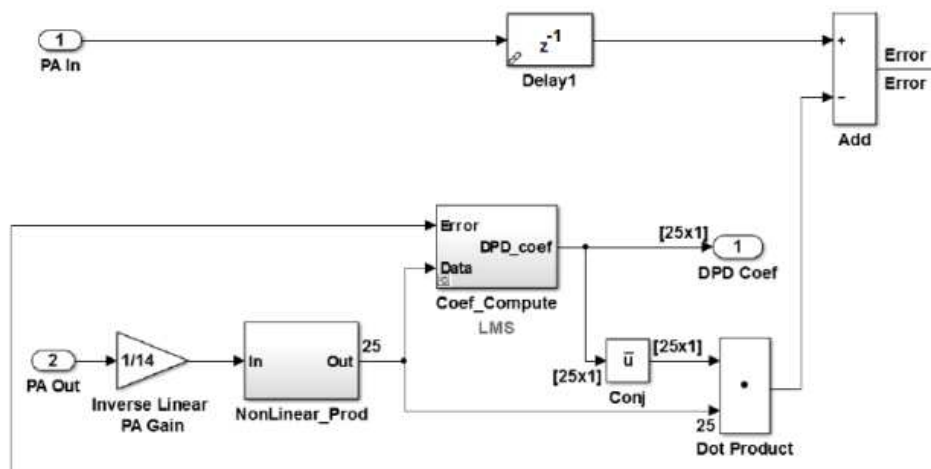 1
PA In
z-1
Delay1
+
−
Add
Error
Error
Error
DPD_coef
Data
Coef_Compute
LMS
[25x1]
1
DPD Coef
2
PA Out
1/14
Inverse Linear
PA Gain
In
Out
NonLinear_Prod
25
[25x1]
u̅
Conj
[25x1]
25
Dot Product